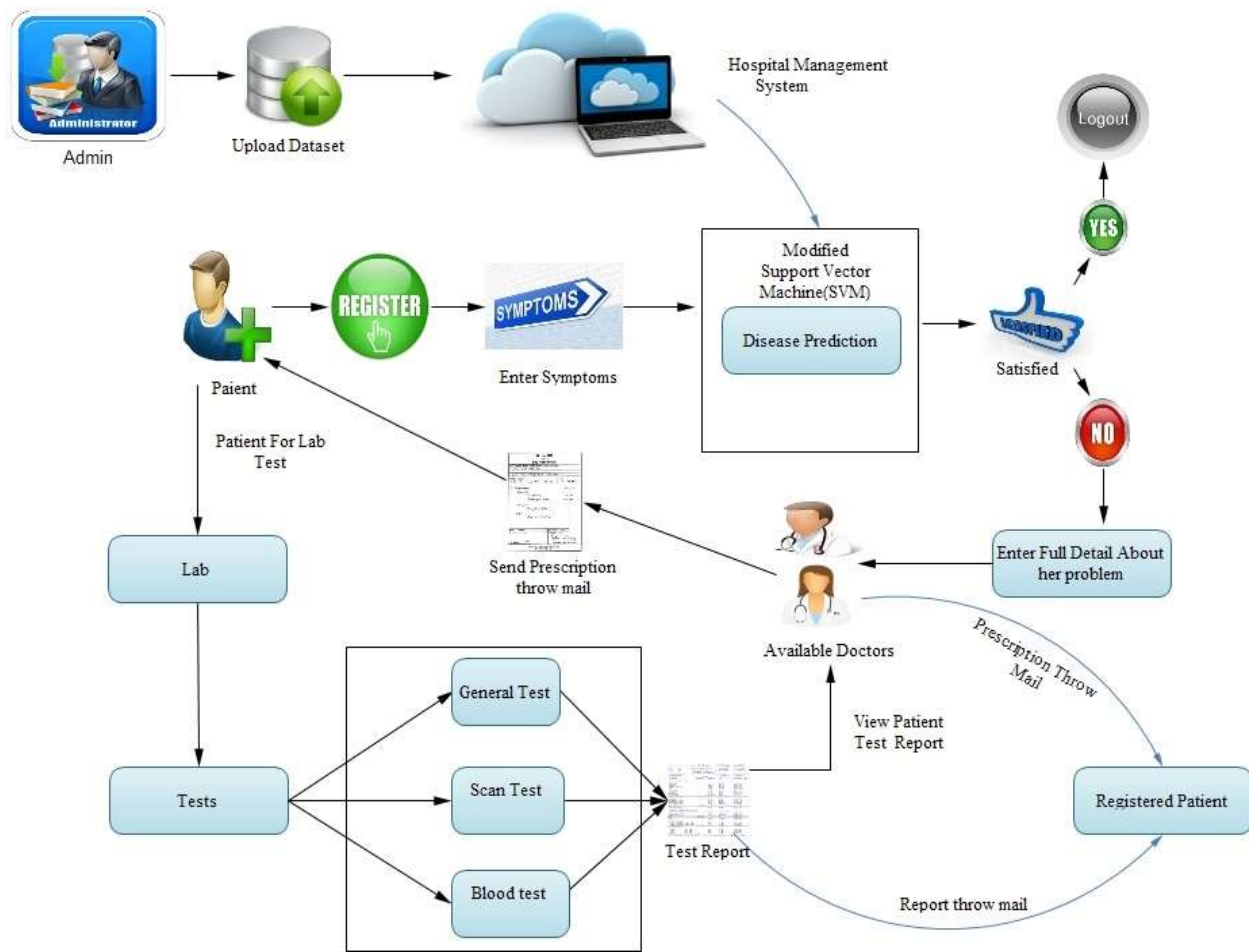 Administrator
Admin
Upload Dataset
Hospital Management
System
Logout
YES
Modified
Support Vector
Machine(SVM)
Disease Prediction
REGISTER
SYMPTOMS
Enter Symptoms
Paient
Satisfied
NO
Patient For Lab
Test
Lab
Send Prescription
throw mail
Enter Full Detail About
her problem
Available Doctors
Prescription Throw
Mail
General Test
View Patient
Test Report
Tests
Scan Test
Registered Patient
Test Report
Blood test
Report throw mail